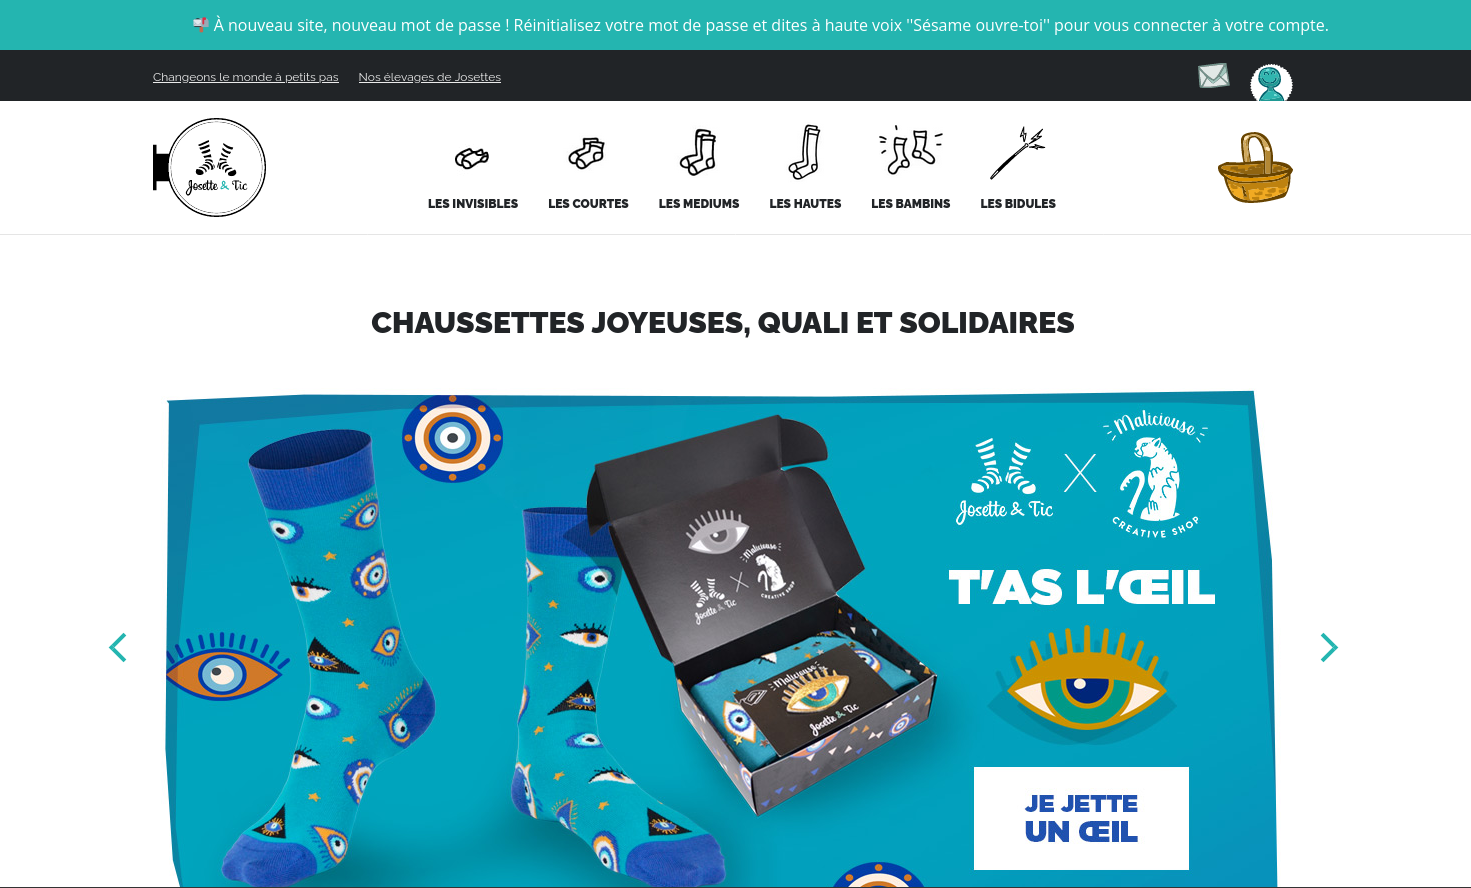 À nouveau site, nouveau mot de passe ! Réinitialisez votre mot de passe et dites à haute voix "Sésame ouvre-toi" pour vous connecter à votre compte.
Changeons le monde à petits pas
Nos élevages de Josettes
Josette & Tic
LES INVISIBLES
LES COURTES
LES MEDIUMS
LES HAUTES
LES BAMBINS
LES BIDULES
CHAUSSETTES JOYEUSES, QUALI ET SOLIDAIRES
Josette & Tic
X
Malicieuse
CREATIVE SHOP
T'AS L'ŒIL
JE JETTE
UN ŒIL
Malicieuse
Josette & Tic
X
CREATIVE SHOP
Malicieuse
Josette & Tic